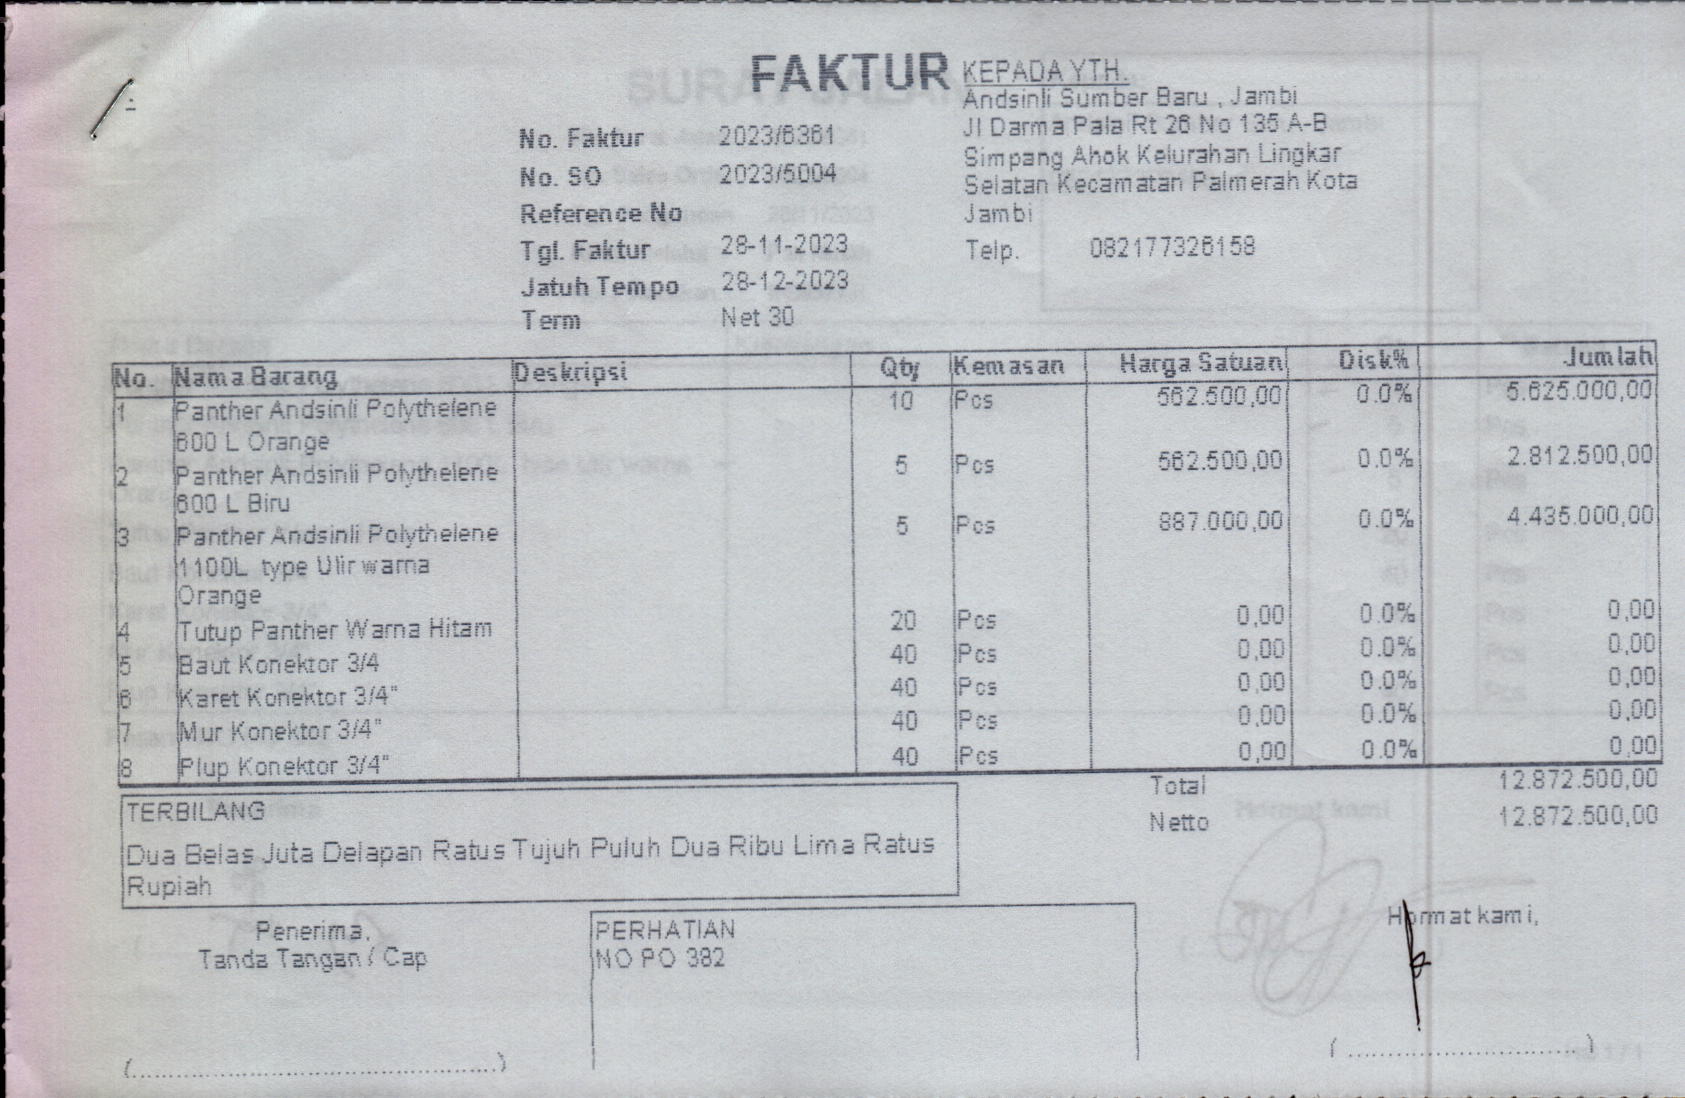 FAKTUR
KEPADA YTH.
Andsinli Sumber Baru , Jambi
Jl Darma Pala Rt 26 No 135 A-B
Simpang Ahok Kelurahan Lingkar
Selatan Kecamatan Palmerah Kota
Jambi
Telp. 082177326158
No. Faktur 2023/6361
No. SO 2023/5004
Reference No
Tgl. Faktur 28-11-2023
Jatuh Tempo 28-12-2023
Term Net 30
No. Nama Barang Deskripsi Qty Kemasan Harga Satuan Disk% Jumlah
1 Panther Andsinli Polythelene 10 Pcs 562.500,00 0.0% 5.625.000,00
600 L Orange
2 Panther Andsinli Polythelene 5 Pcs 562.500,00 0.0% 2.812.500,00
600 L Biru
3 Panther Andsinli Polythelene 5 Pcs 887.000,00 0.0% 4.435.000,00
1100L type Ulir warna
Orange
4 Tutup Panther Warna Hitam 20 Pcs 0,00 0.0% 0,00
5 Baut Konektor 3/4 40 Pcs 0,00 0.0% 0,00
6 Karet Konektor 3/4" 40 Pcs 0,00 0.0% 0,00
7 Mur Konektor 3/4" 40 Pcs 0,00 0.0% 0,00
8 Plup Konektor 3/4" 40 Pcs 0,00 0.0% 0.00
Total 12.872.500,00
Netto 12.872.500,00
TERBILANG
Dua Belas Juta Delapan Ratus Tujuh Puluh Dua Ribu Lima Ratus
Rupiah
Penerima,
Tanda Tangan / Cap
PERHATIAN
NO PO 382
Hormat kami,
(..................................................)
(.................................)